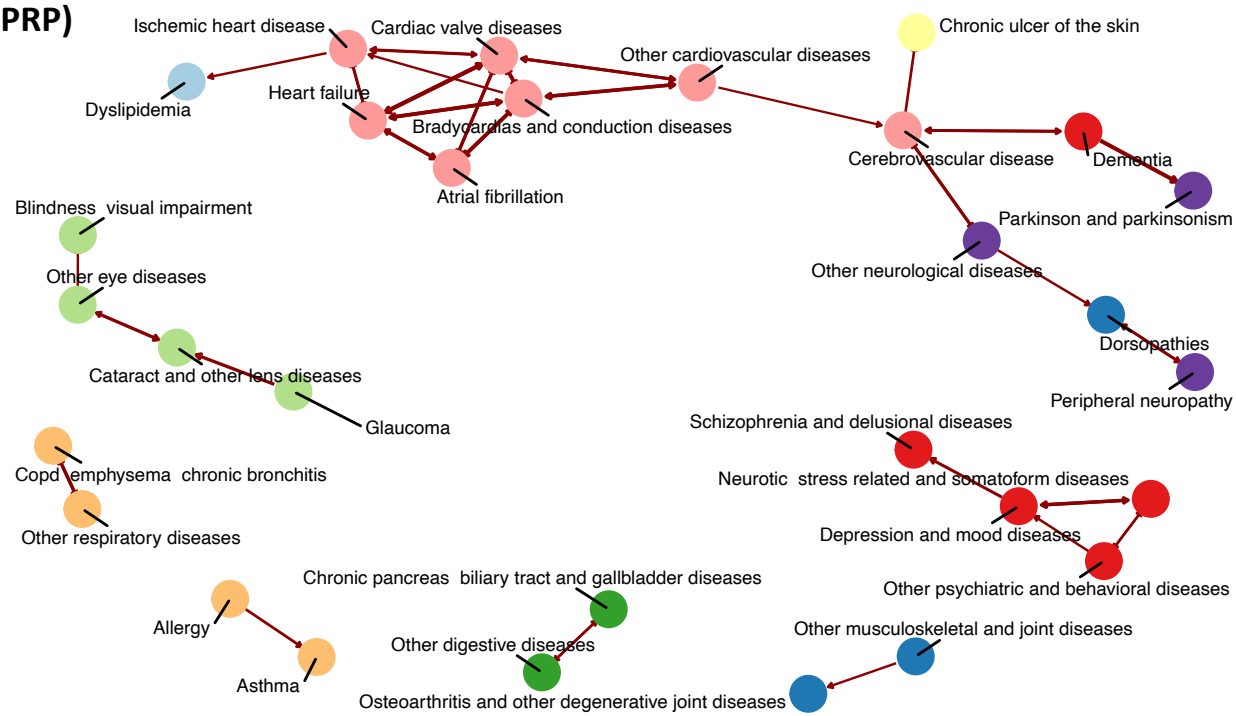 PRP)
Ischemic heart disease
Cardiac valve diseases
Chronic ulcer of the skin
Other cardiovascular diseases
Dyslipidemia
Heart failure
Bradycardias and conduction diseases
Cerebrovascular disease
Dementia
Atrial fibrillation
Parkinson and parkinsonism
Blindness  visual impairment
Other eye diseases
Other neurological diseases
Dorsopathies
Cataract and other lens diseases
Peripheral neuropathy
Glaucoma
Schizophrenia and delusional diseases
Copd  emphysema  chronic bronchitis
Neurotic  stress related and somatoform diseases
Other respiratory diseases
Depression and mood diseases
Chronic pancreas  biliary tract and gallbladder diseases
Other psychiatric and behavioral diseases
Allergy
Other musculoskeletal and joint diseases
Other digestive diseases
Asthma
Osteoarthritis and other degenerative joint diseases